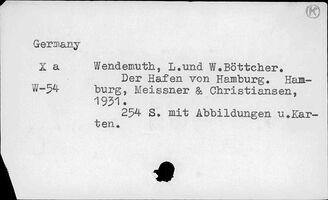 K
Germany
X a Wendemuth, L.und W.Böttcher.
Der Hafen von Hamburg. Ham-
W-54 burg, Meissner & Christiansen,
1931.
254 S. mit Abbildungen u.Kar-
ten.